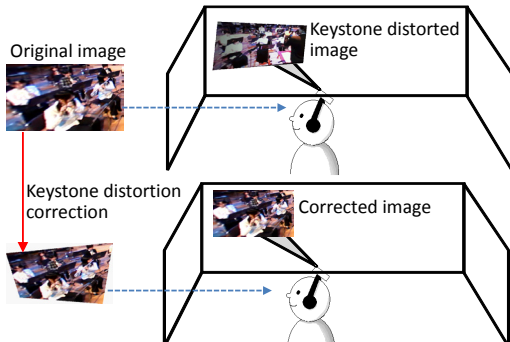 Original image
Keystone distorted
image
Keystone distortion
correction
Corrected image